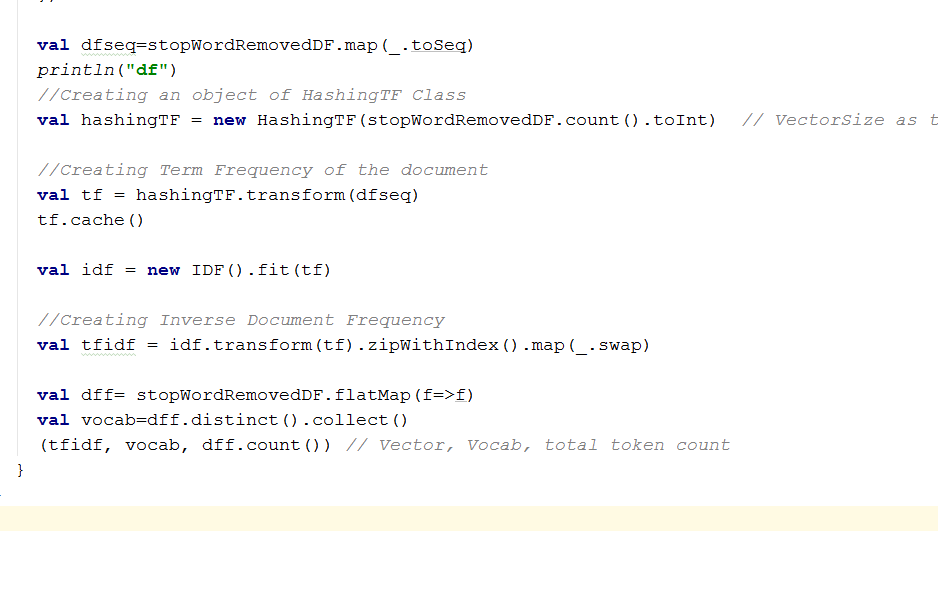 val dfseq=stopWordRemovedDF.map(_.toSeq)
println("df")
//Creating an object of HashingTF Class
val hashingTF = new HashingTF(stopWordRemovedDF.count().toInt)  // VectorSize as t
//Creating Term Frequency of the document
val tf = hashingTF.transform(dfseq)
tf.cache()
val idf = new IDF().fit(tf)
//Creating Inverse Document Frequency
val tfidf = idf.transform(tf).zipWithIndex().map(_.swap)
val dff= stopWordRemovedDF.flatMap(f=>f)
val vocab=dff.distinct().collect()
(tfidf, vocab, dff.count()) // Vector, Vocab, total token count
}